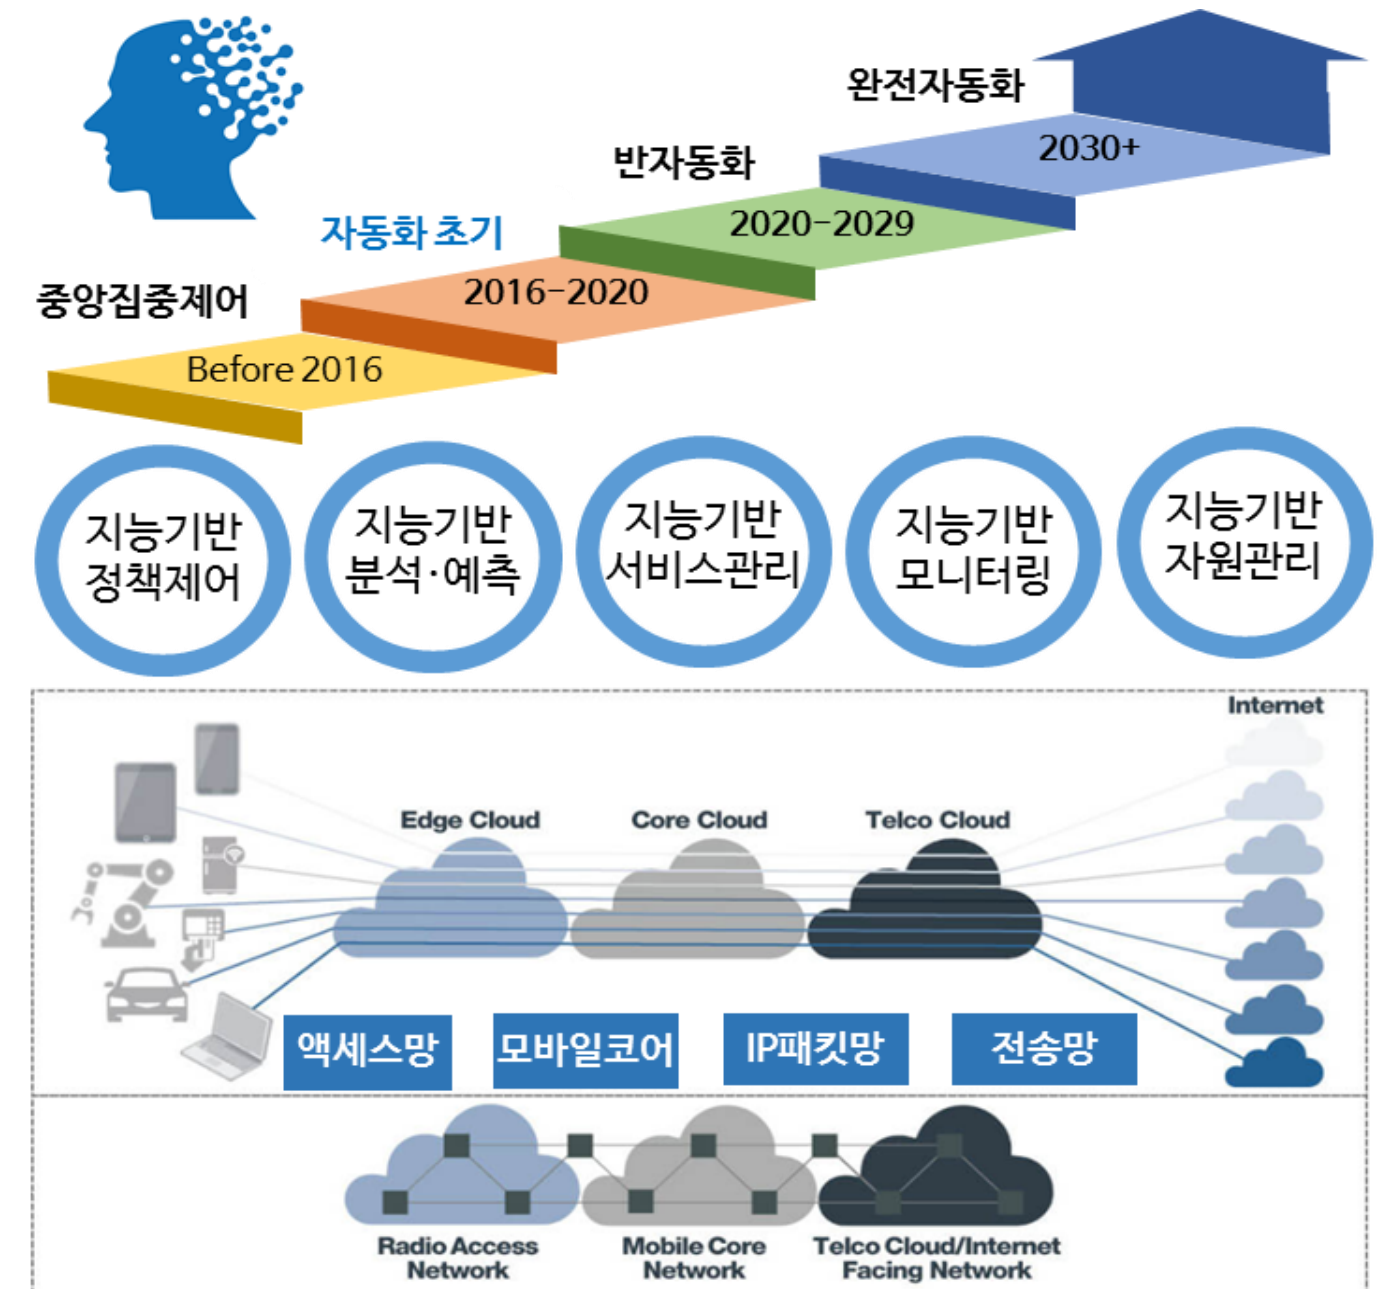 완전자동화
2030+
반자동화
2020-2029
자동화 초기
2016-2020
중앙집중제어
Before 2016
지능기반
정책제어
지능기반
분석·예측
지능기반
서비스관리
지능기반
모니터링
지능기반
자원관리
Internet
Edge Cloud
Core Cloud
Telco Cloud
액세스망
모바일코어
IP패킷망
전송망
Radio Access
Network
Mobile Core
Network
Telco Cloud/Internet
Facing Network